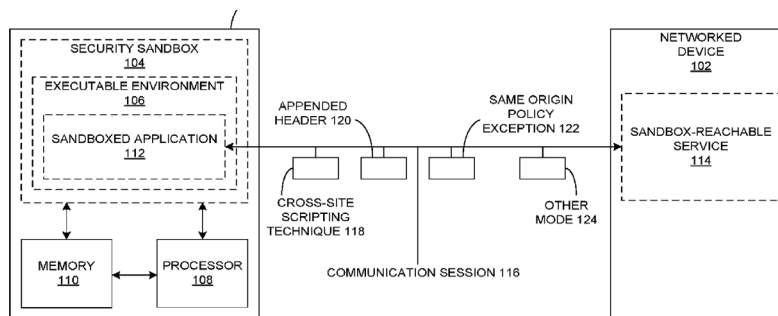 SECURITY SANDBOX
104
EXECUTABLE ENVIRONMENT
106
SANDBOXED APPLICATION
112
MEMORY
110
PROCESSOR
108
APPENDED
HEADER 120
SAME ORIGIN
POLICY
EXCEPTION 122
CROSS-SITE
SCRIPTING
TECHNIQUE 118
OTHER
MODE 124
COMMUNICATION SESSION 116
NETWORKED
DEVICE
102
SANDBOX-REACHABLE
SERVICE
114